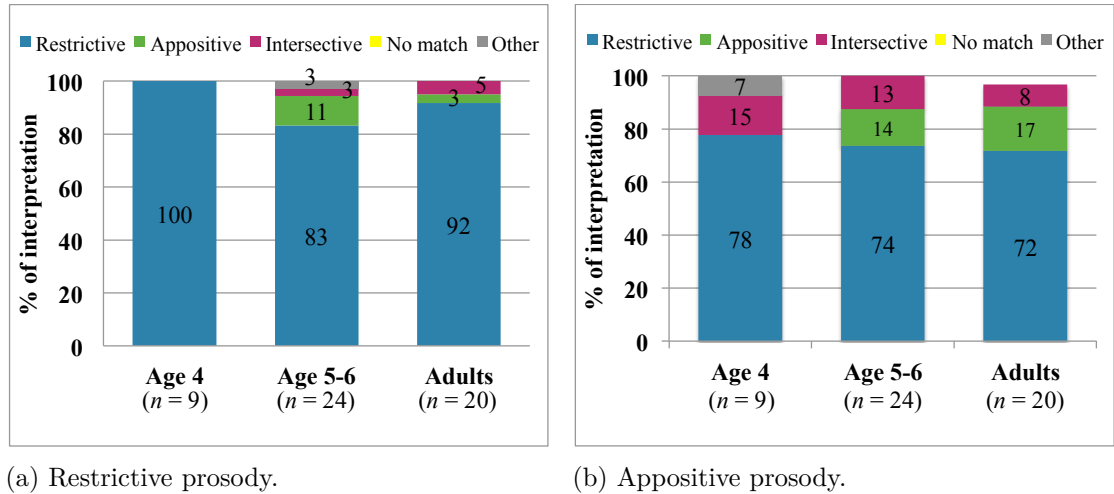 Restrictive Appositive Intersective No match Other
% of interpretation
100
80
60
40
20
0
3
3
5
11
3
100
83
92
Age 4
(n = 9)
Age 5-6
(n = 24)
Adults
(n = 20)
(a) Restrictive prosody.
Restrictive Appositive Intersective No match Other
% of interpretation
100
80
60
40
20
0
7
15
13
8
14
17
78
74
72
Age 4
(n = 9)
Age 5-6
(n = 24)
Adults
(n = 20)
(b) Appositive prosody.